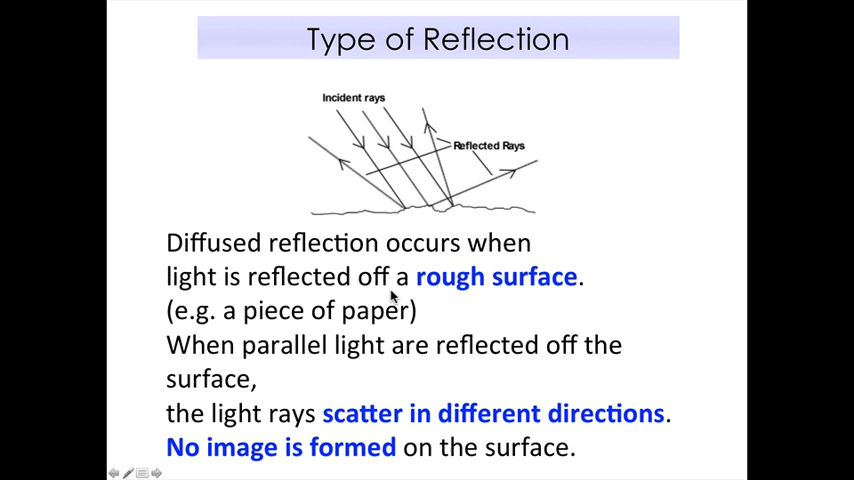 Type of Reflection
Incident rays
Reflected Rays
Diffused reflection occurs when
light is reflected off a rough surface.
(e.g. a piece of paper)
When parallel light are reflected off the
surface,
the light rays scatter in different directions.
No image is formed on the surface.